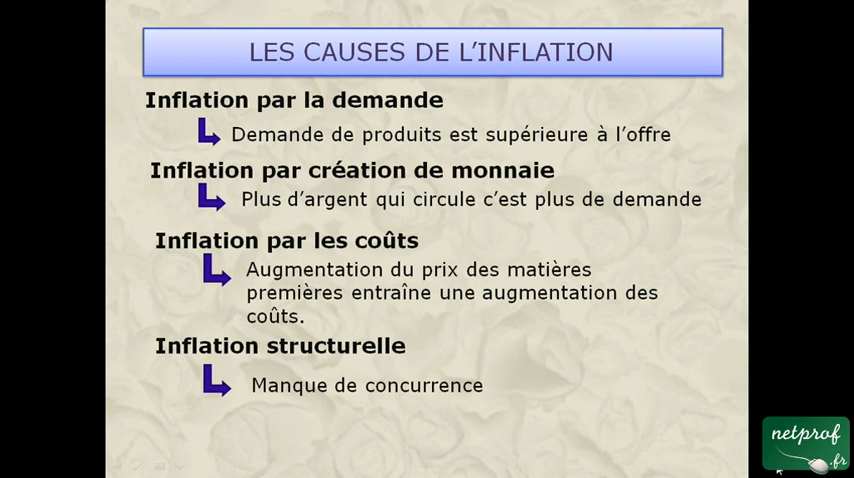 LES CAUSES DE L’INFLATION
Inflation par la demande
Demande de produits est supérieure à l’offre
Inflation par création de monnaie
Plus d’argent qui circule c’est plus de demande
Inflation par les coûts
Augmentation du prix des matières
premières entraîne une augmentation des
coûts.
Inflation structurelle
Manque de concurrence
netprof
.fr